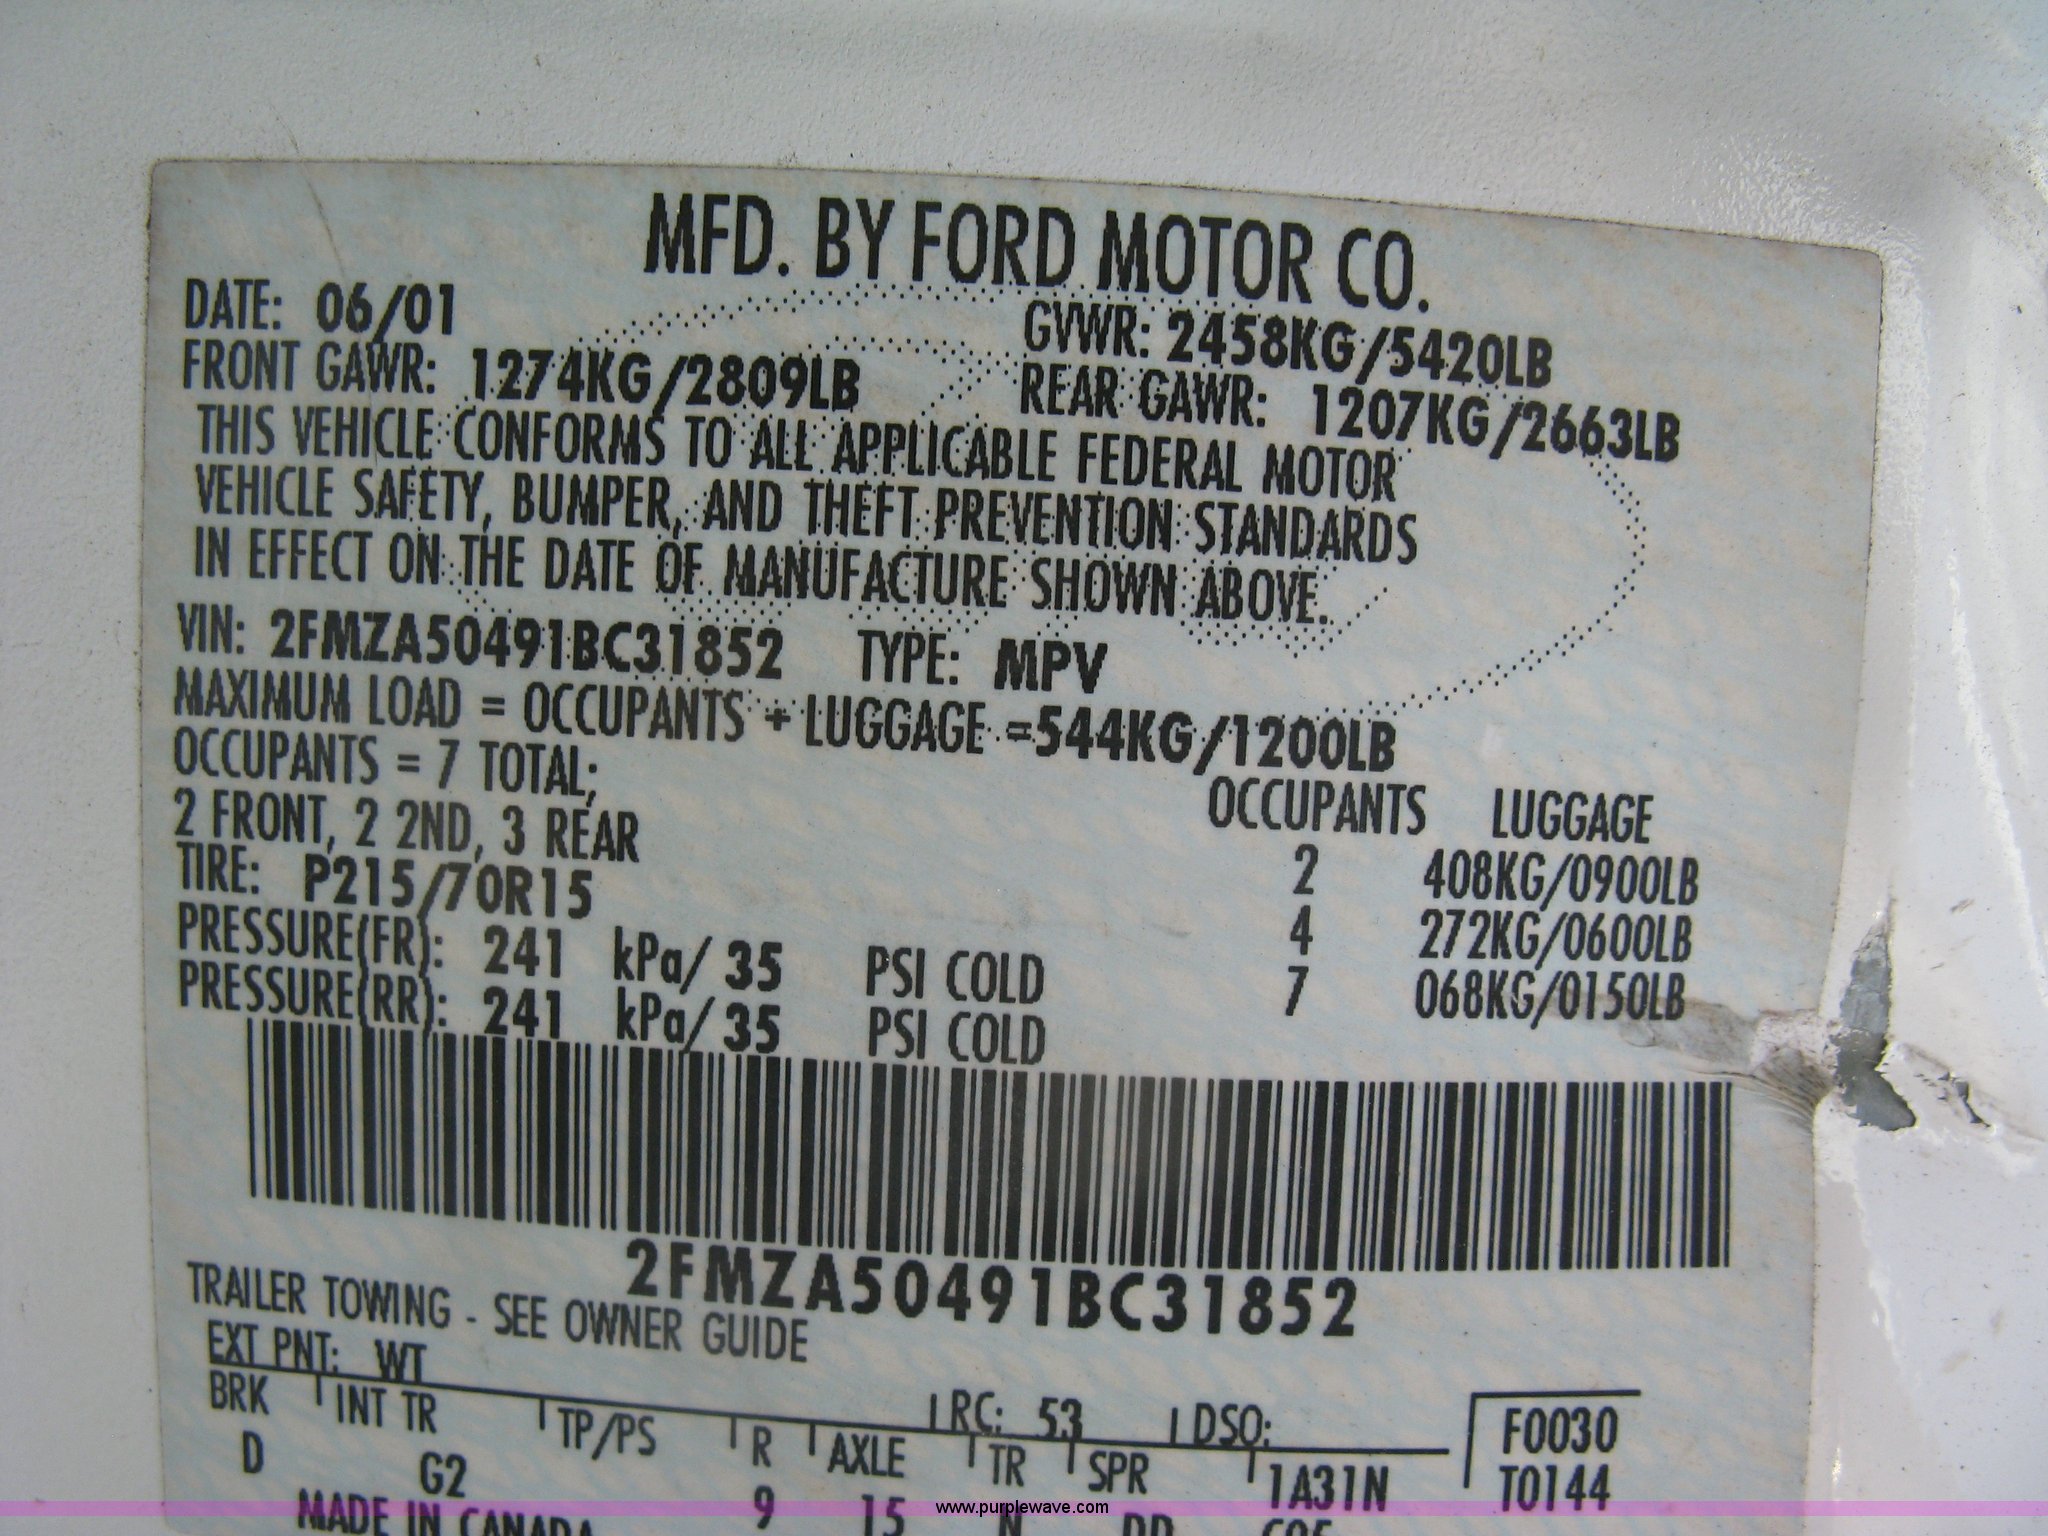 MFD. BY FORD MOTOR CO.
DATE: 06/01 GVWR: 2458KG/5420LB
FRONT GAWR: 1274KG/2809LB REAR GAWR: 1207KG/2663LB
THIS VEHICLE CONFORMS TO ALL APPLICABLE FEDERAL MOTOR
VEHICLE SAFETY, BUMPER, AND THEFT PREVENTION STANDARDS
IN EFFECT ON THE DATE OF MANUFACTURE SHOWN ABOVE.
VIN: 2FMZA50491BC31852 TYPE: MPV
MAXIMUM LOAD = OCCUPANTS + LUGGAGE =544KG/1200LB
OCCUPANTS = 7 TOTAL; OCCUPANTS LUGGAGE
2 FRONT, 2 2ND, 3 REAR 2 408KG/0900LB
TIRE: P215/70R15 4 272KG/0600LB
PRESSURE(FR): 241 kPa/ 35 PSI COLD 7 068KG/0150LB
PRESSURE(RR): 241 kPa/ 35 PSI COLD
2FMZA50491BC31852
TRAILER TOWING - SEE OWNER GUIDE
EXT PNT: WT RC: 53 DSO: F0030
BRK INT TR TP/PS R AXLE TR SPR 1A31N T0144
D G2 9 15 N
MADE IN CANADA
www.purplewave.com